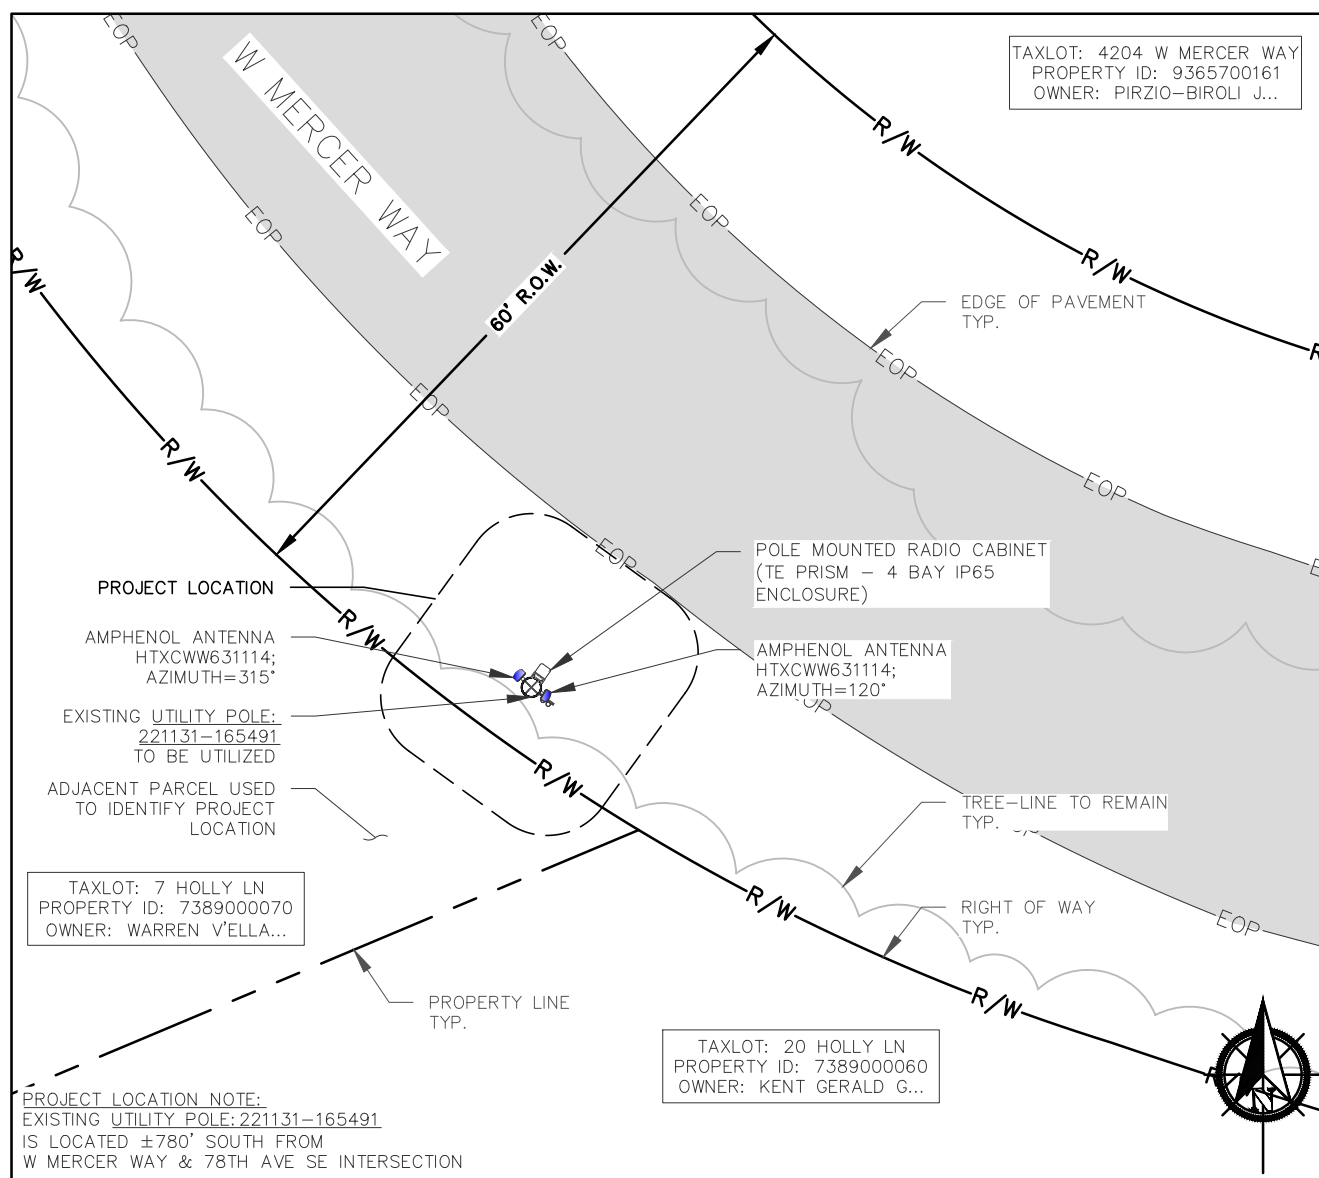 EOP
EOP
W MERCER WAY
TAXLOT: 4204 W MERCER WAY
PROPERTY ID: 9365700161
OWNER: PIRZIO-BIROLI J...
R/W
EOP
EOP
R/W
R/W
60' R.O.W.
EDGE OF PAVEMENT
TYP.
EOP
EOP
R/W
EOP
EOP
POLE MOUNTED RADIO CABINET
(TE PRISM - 4 BAY IP65
ENCLOSURE)
PROJECT LOCATION
R/W
AMPHENOL ANTENNA
HTXCWW631114;
AZIMUTH=315°
AMPHENOL ANTENNA
HTXCWW631114;
AZIMUTH=120°
EXISTING UTILITY POLE:
221131-165491
TO BE UTILIZED
R/W
ADJACENT PARCEL USED
TO IDENTIFY PROJECT
LOCATION
TREE-LINE TO REMAIN
TYP.
TAXLOT: 7 HOLLY LN
PROPERTY ID: 7389000070
OWNER: WARREN V'ELLA...
R/W
RIGHT OF WAY
TYP.
EOP
PROPERTY LINE
TYP.
R/W
TAXLOT: 20 HOLLY LN
PROPERTY ID: 7389000060
OWNER: KENT GERALD G...
N
PROJECT LOCATION NOTE:
EXISTING UTILITY POLE: 221131-165491
IS LOCATED ±780' SOUTH FROM
W MERCER WAY & 78TH AVE SE INTERSECTION